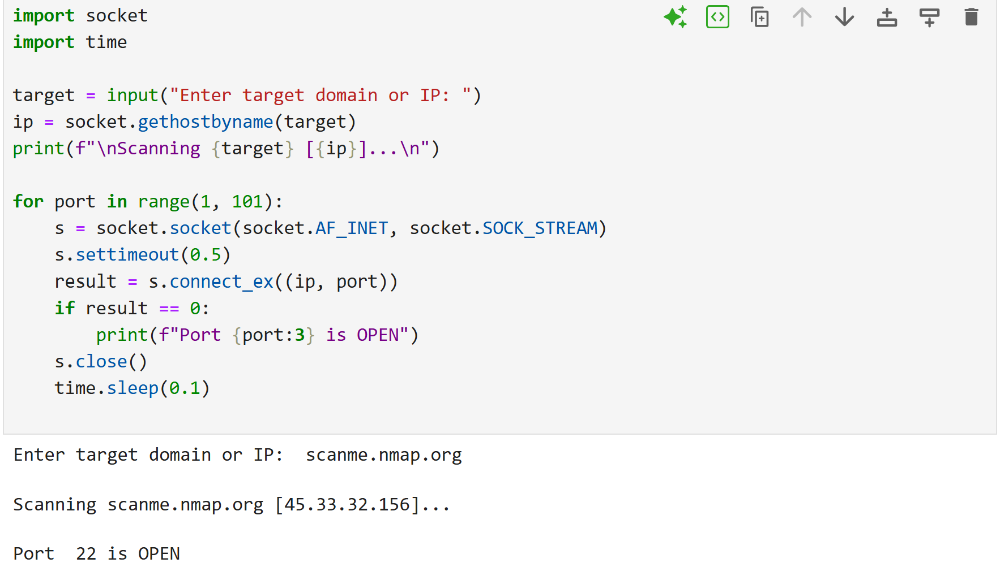 import socket
import time
target = input("Enter target domain or IP: ")
ip = socket.gethostbyname(target)
print(f"\nScanning {target} [{ip}]...\n")
for port in range(1, 101):
    s = socket.socket(socket.AF_INET, socket.SOCK_STREAM)
    s.settimeout(0.5)
    result = s.connect_ex((ip, port))
    if result == 0:
        print(f"Port {port:3} is OPEN")
    s.close()
    time.sleep(0.1)
Enter target domain or IP:  scanme.nmap.org
Scanning scanme.nmap.org [45.33.32.156]...
Port  22 is OPEN